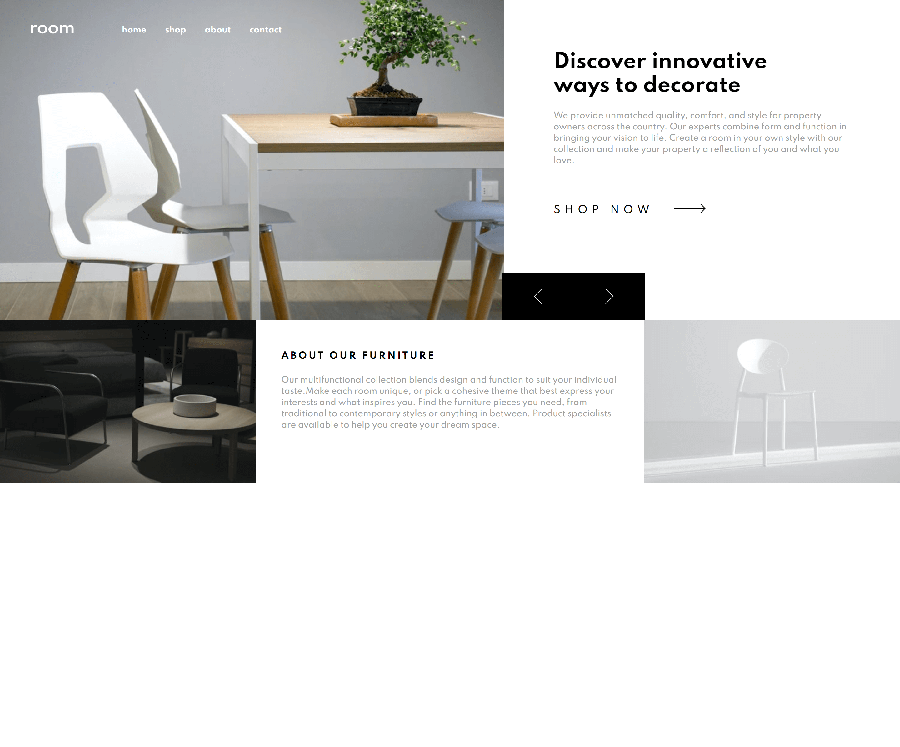 room
home shop about contact
Discover innovative
ways to decorate
We provide unmatched quality, comfort, and style for property
owners across the country. Our experts combine form and function in
bringing your vision to life. Create a room in your own style with our
collection and make your property a reflection of you and what you
love.
SHOP NOW
ABOUT OUR FURNITURE
Our multifunctional collection blends design and function to suit your individual
taste.Make each room unique, or pick a cohesive theme that best express your
interests and what inspires you. Find the furniture pieces you need, from
traditional to contemporary styles or anything in between. Product specialists
are available to help you create your dream space.